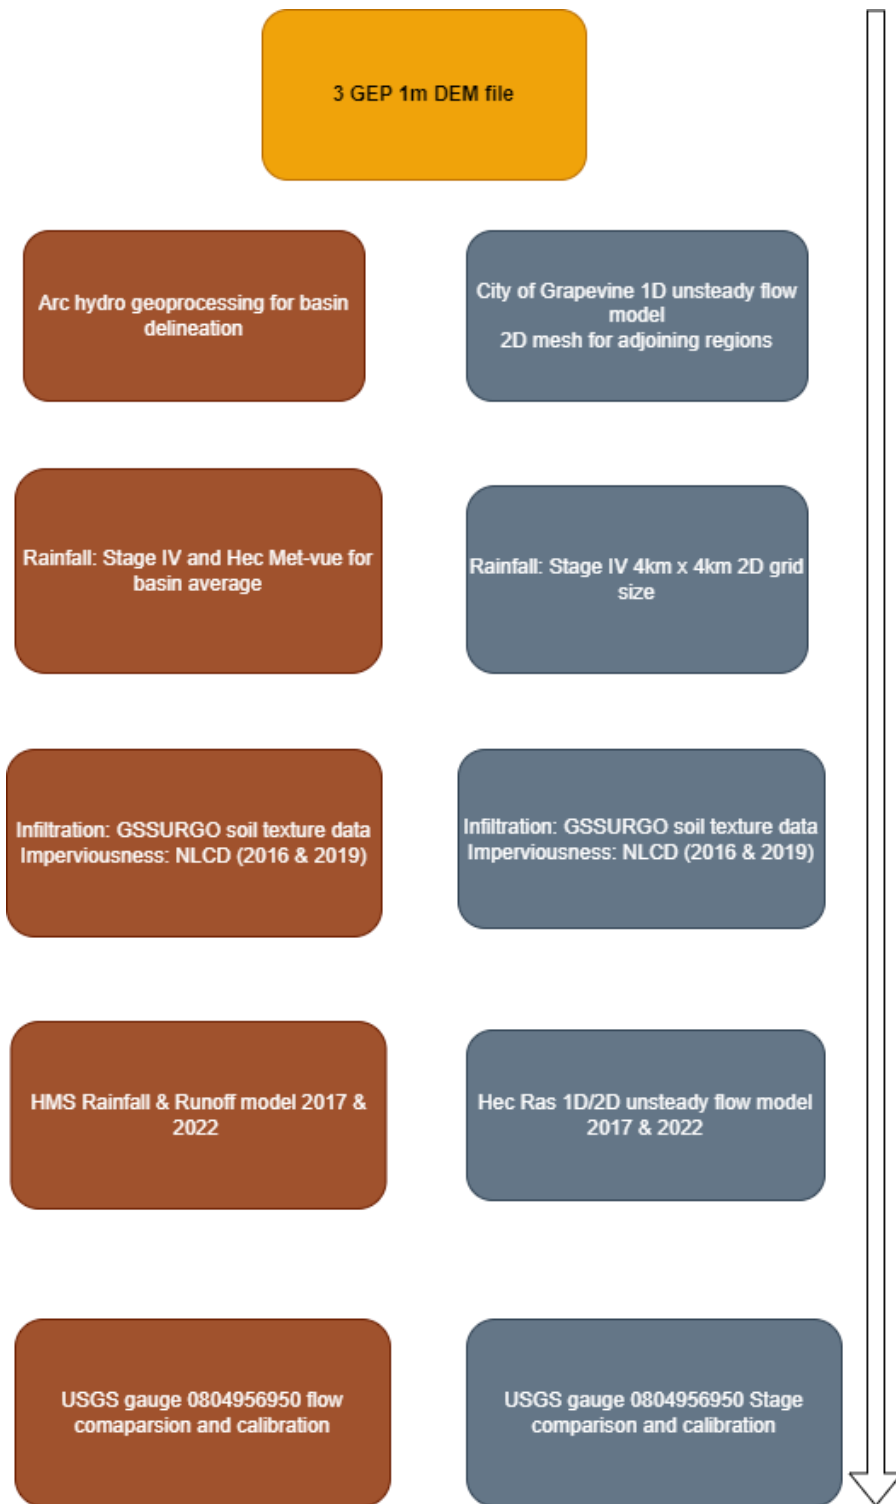 3 GEP 1m DEM file
Arc hydro geoprocessing for basin
delineation
City of Grapevine 1D unsteady flow
model
2D mesh for adjoining regions
Rainfall: Stage IV and Hec Met-vue for
basin average
Rainfall: Stage IV 4km x 4km 2D grid
size
Infiltration: GSSURGO soil texture data
Imperviousness: NLCD (2016 & 2019)
Infiltration: GSSURGO soil texture data
Imperviousness: NLCD (2016 & 2019)
HMS Rainfall & Runoff model 2017 &
2022
Hec Ras 1D/2D unsteady flow model
2017 & 2022
USGS gauge 0804956950 flow
comaparsion and calibration
USGS gauge 0804956950 Stage
comparison and calibration